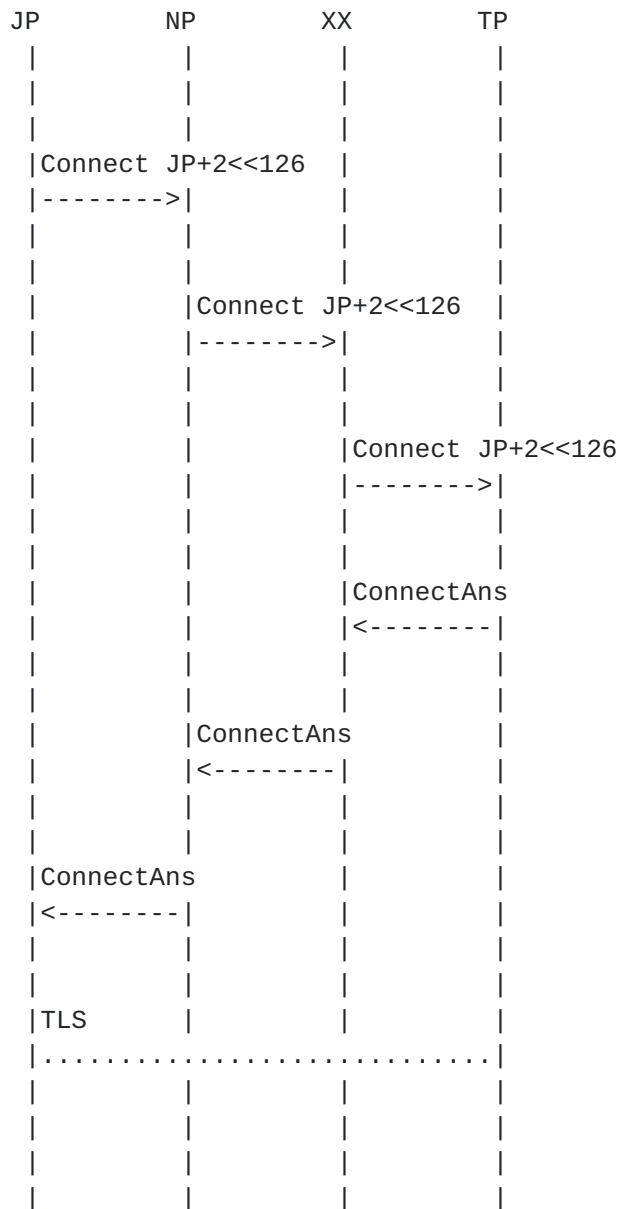 JP        NP        XX        TP
 |         |         |         |
 |         |         |         |
 |         |         |         |
 |Connect JP+2<<126  |         |
 |-------->|         |         |
 |         |         |         |
 |         |         |         |
 |         |Connect JP+2<<126  |
 |         |-------->|         |
 |         |         |         |
 |         |         |         |
 |         |         |Connect JP+2<<126
 |         |         |-------->|
 |         |         |         |
 |         |         |         |
 |         |         |ConnectAns
 |         |         |<--------|
 |         |         |         |
 |         |         |         |
 |         |ConnectAns         |
 |         |<--------|         |
 |         |         |         |
 |         |         |         |
 |ConnectAns         |         |
 |<--------|         |         |
 |         |         |         |
 |         |         |         |
 |TLS      |         |         |
 |.............................|
 |         |         |         |
 |         |         |         |
 |         |         |         |
 |         |         |         |